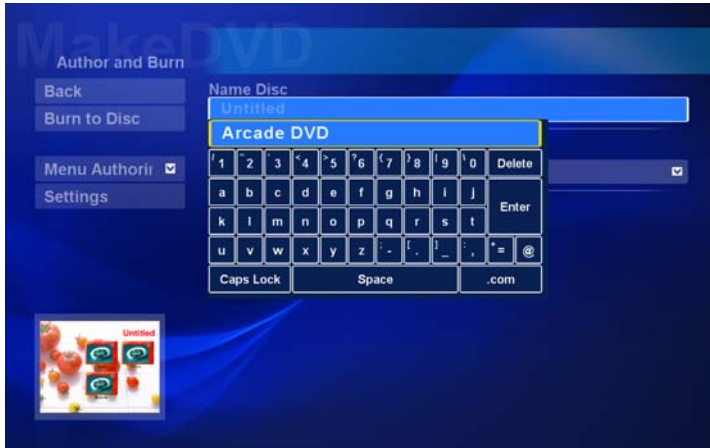 MakeDVD
Author and Burn
Back
Burn to Disc
Menu Authorin
Settings
Name Disc
Untitled
Arcade DVD
/ 1 " 2 ' 3 < 4 > 5 ? 6 { 7 } 8 | 9 \ 0 Delete
a b c d e f g h i j
Enter
k l m n o p q r s t
u v w x y z ; - [ . ] _ : , * = @
Caps Lock Space .com
Untitled